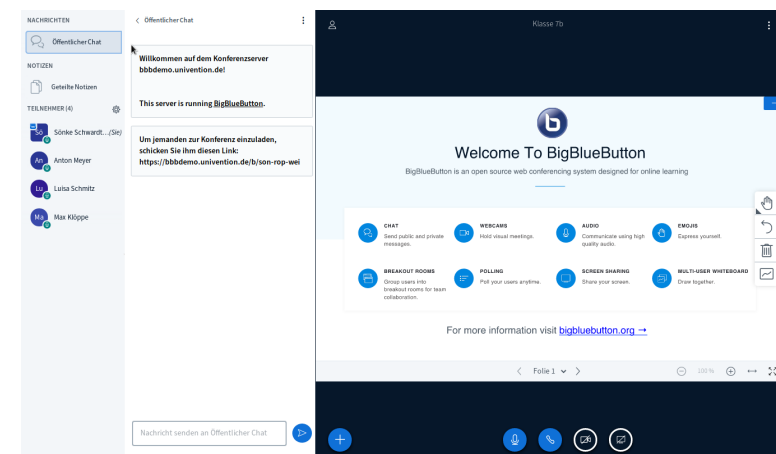 NACHRICHTEN
Öffentlicher Chat
NOTIZEN
Geteilte Notizen
TEILNEHMER (4)
Sö Sönke Schwardt... (Sie)
An Anton Meyer
Lu Luisa Schmitz
Ma Max Klöppe
Öffentlicher Chat
Willkommen auf dem Konferenzserver
bbbdemo.univention.de!
This server is running BigBlueButton.
Um jemanden zur Konferenz einzuladen,
schicken Sie ihm diesen Link:
https://bbbdemo.univention.de/b/son-rop-wei
Nachricht senden an Öffentlicher Chat
Klasse 7b
b
Welcome To BigBlueButton
BigBlueButton is an open source web conferencing system designed for online learning
CHAT
Send public and private
messages.
WEBCAMS
Hold visual meetings.
AUDIO
Communicate using high
quality audio.
EMOJIS
Express yourself.
BREAKOUT ROOMS
Group users into
breakout rooms for team
collaboration.
POLLING
Poll your users anytime.
SCREEN SHARING
Share your screen.
MULTI-USER WHITEBOARD
Draw together.
For more information visit bigbluebutton.org →
Folie 1
100%